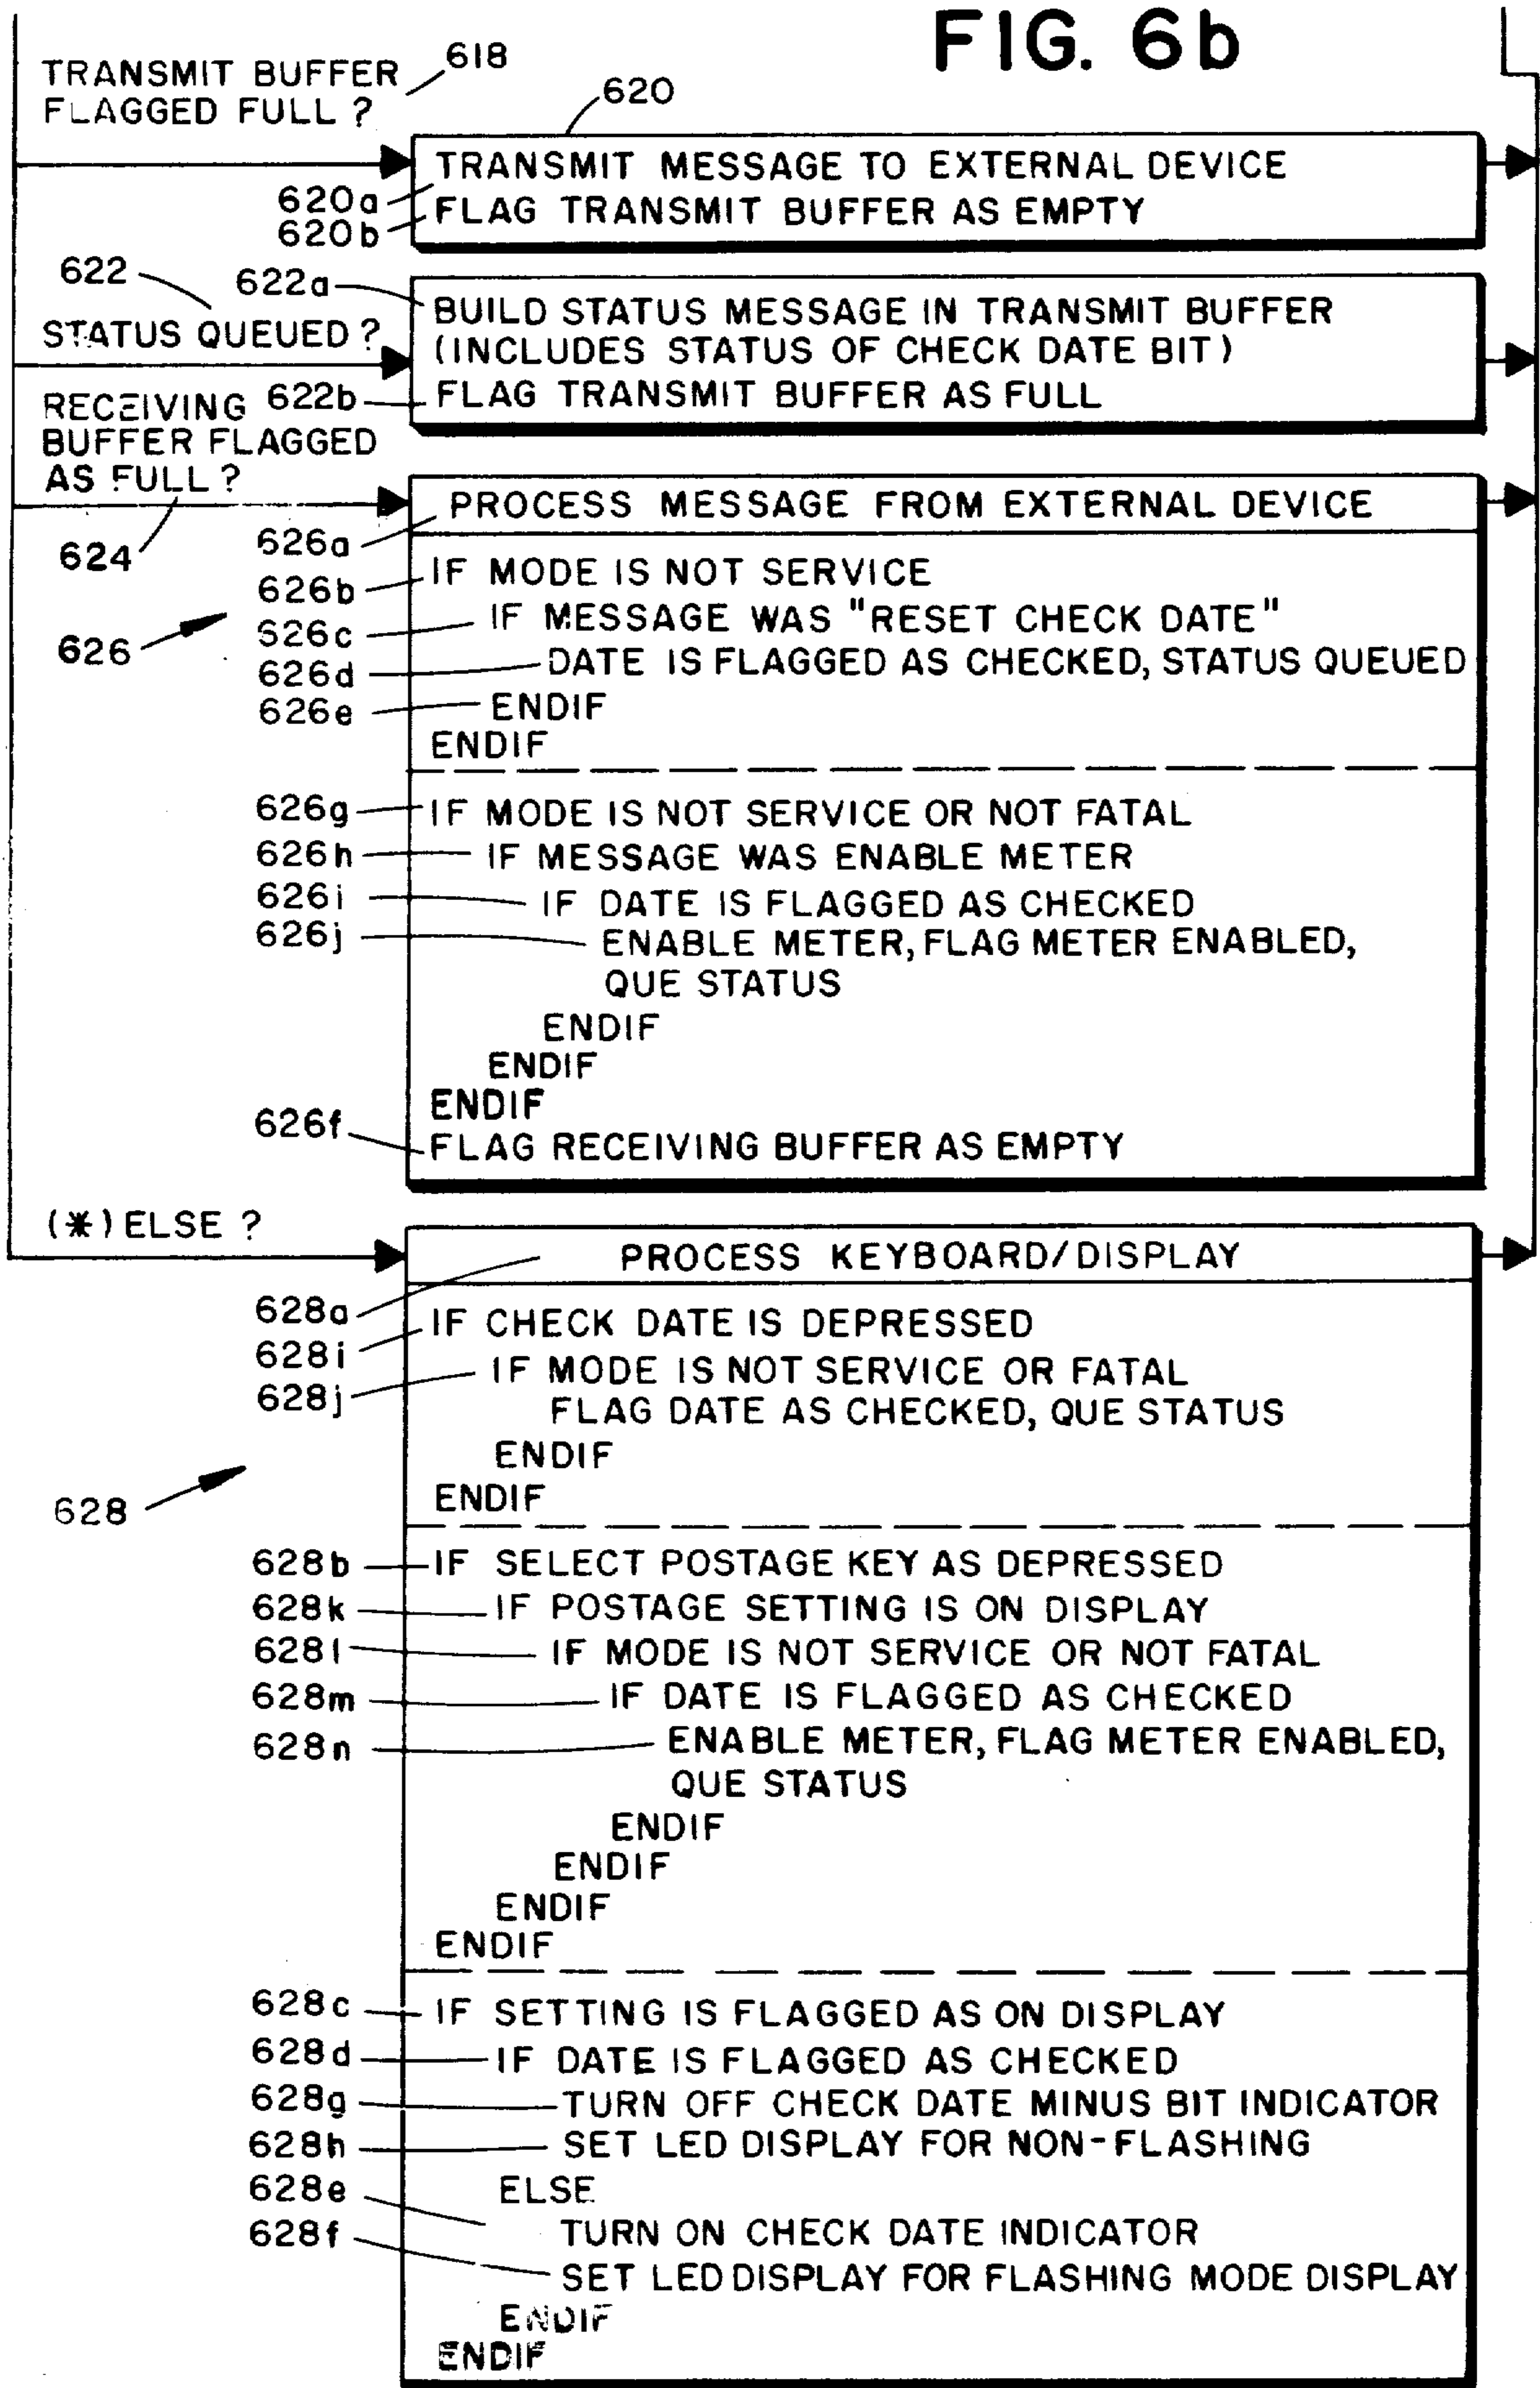 FIG. 6b
TRANSMIT BUFFER
FLAGGED FULL ?
618
620
TRANSMIT MESSAGE TO EXTERNAL DEVICE
620a
FLAG TRANSMIT BUFFER AS EMPTY
620b
622
622a
STATUS QUEUED ?
BUILD STATUS MESSAGE IN TRANSMIT BUFFER
(INCLUDES STATUS OF CHECK DATE BIT)
622b
FLAG TRANSMIT BUFFER AS FULL
RECEIVING
BUFFER FLAGGED
AS FULL ?
624
PROCESS MESSAGE FROM EXTERNAL DEVICE
626a
626
626b
IF MODE IS NOT SERVICE
626c
IF MESSAGE WAS "RESET CHECK DATE"
626d
DATE IS FLAGGED AS CHECKED, STATUS QUEUED
626e
ENDIF
ENDIF
626g
IF MODE IS NOT SERVICE OR NOT FATAL
626h
IF MESSAGE WAS ENABLE METER
626i
IF DATE IS FLAGGED AS CHECKED
626j
ENABLE METER, FLAG METER ENABLED,
QUE STATUS
ENDIF
ENDIF
ENDIF
626f
FLAG RECEIVING BUFFER AS EMPTY
(*) ELSE ?
PROCESS KEYBOARD/DISPLAY
628a
628i
IF CHECK DATE IS DEPRESSED
628j
IF MODE IS NOT SERVICE OR FATAL
FLAG DATE AS CHECKED, QUE STATUS
ENDIF
ENDIF
628
628b
IF SELECT POSTAGE KEY AS DEPRESSED
628k
IF POSTAGE SETTING IS ON DISPLAY
628l
IF MODE IS NOT SERVICE OR NOT FATAL
628m
IF DATE IS FLAGGED AS CHECKED
628n
ENABLE METER, FLAG METER ENABLED,
QUE STATUS
ENDIF
ENDIF
ENDIF
ENDIF
628c
IF SETTING IS FLAGGED AS ON DISPLAY
628d
IF DATE IS FLAGGED AS CHECKED
628g
TURN OFF CHECK DATE MINUS BIT INDICATOR
628h
SET LED DISPLAY FOR NON-FLASHING
628e
ELSE
628f
TURN ON CHECK DATE INDICATOR
SET LED DISPLAY FOR FLASHING MODE DISPLAY
ENDIF
ENDIF